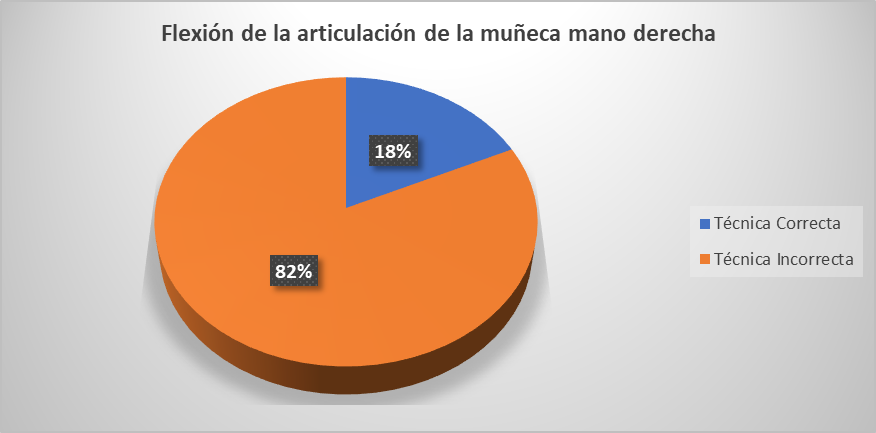 Flexión de la articulación de la muñeca mano derecha
18%
82%
Técnica Correcta
Técnica Incorrecta